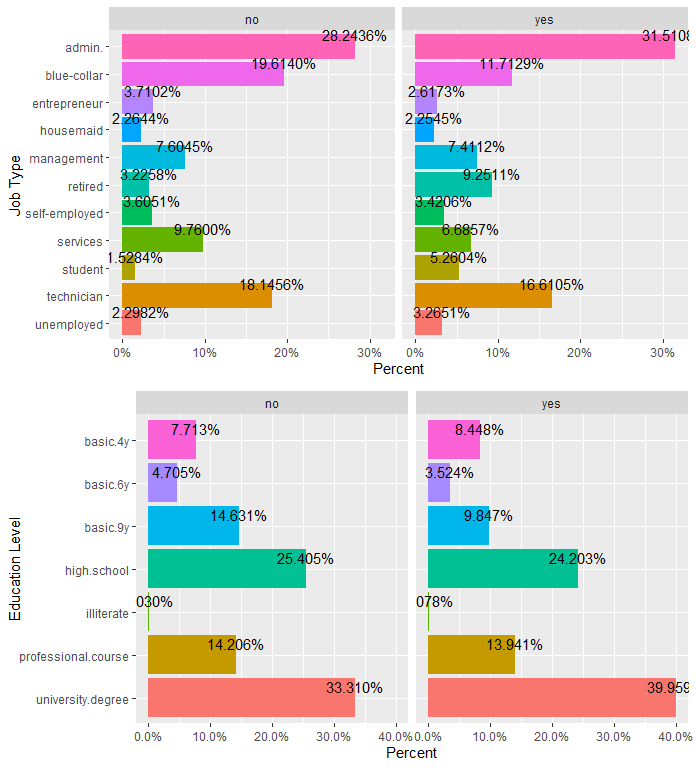 no yes
admin. 28.2436% 31.5108
blue-collar 19.6140% 11.7129%
entrepreneur 3.7102% 2.6173%
housemaid 2.2644% 2.2545%
management 7.6045% 7.4112%
retired 3.2258% 9.2511%
self-employed 3.6051% 3.4206%
services 9.7600% 6.6857%
student 1.5284% 5.2604%
technician 18.1456% 16.6105%
unemployed 2.2982% 3.2651%
Job Type
0% 10% 20% 30% 0% 10% 20% 30%
Percent
no yes
basic.4y 7.713% 8.448%
basic.6y 4.705% 3.524%
basic.9y 14.631% 9.847%
high.school 25.405% 24.203%
illiterate 030% 078%
professional.course 14.206% 13.941%
university.degree 33.310% 39.959
Education Level
0.0% 10.0% 20.0% 30.0% 40.0% 0.0% 10.0% 20.0% 30.0% 40.0%
Percent